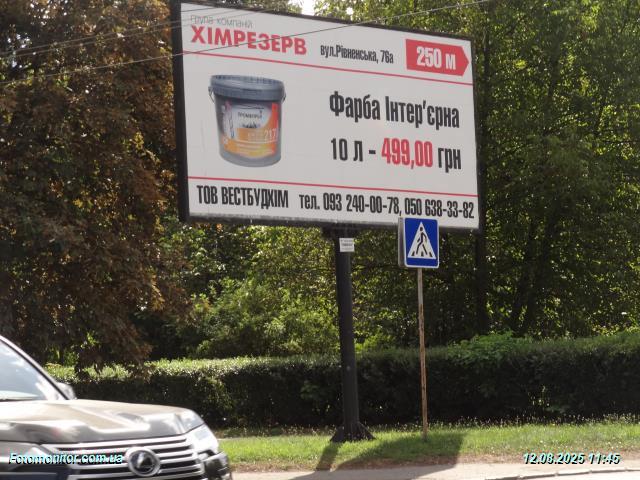 група компаній
ХІМРЕЗЕРВ
вул.Рівненська, 76а
250 м
Фарба Інтер'єрна
10 л - 499,00 грн
ТОВ ВЕСТБУДХІМ тел. 093 240-00-78, 050 638-33-82
Fotomonitor.com.ua
12.08.2025 11:45